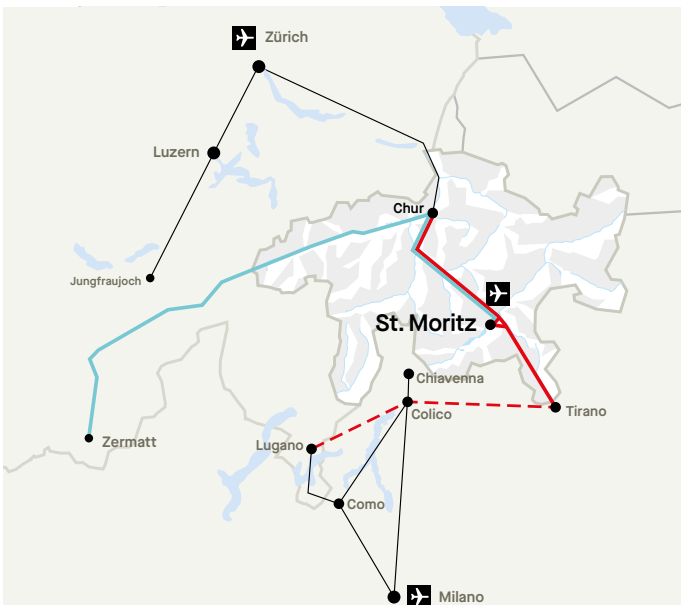 Zürich
Luzern
Chur
Jungfraujoch
St. Moritz
Chiavenna
Colico
Tirano
Zermatt
Lugano
Como
Milano